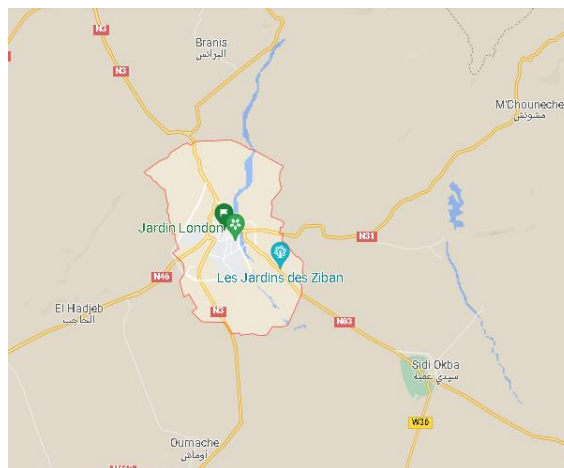 N3
Branis
البرانس
N3
M'Chouneche
مشونش
Jardin London
N31
Les Jardins des Ziban
N46
El Hadjeb
الحاجب
N3
N83
Sidi Okba
سيدي عقبة
W36
Oumache
أوماش